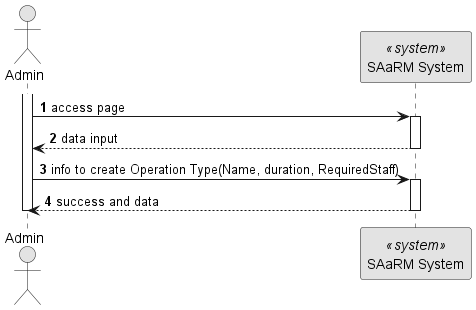 Admin
«system»
SAaRM System
1 access page
2 data input
3 info to create Operation Type(Name, duration, RequiredStaff)
4 success and data
Admin
«system»
SAaRM System